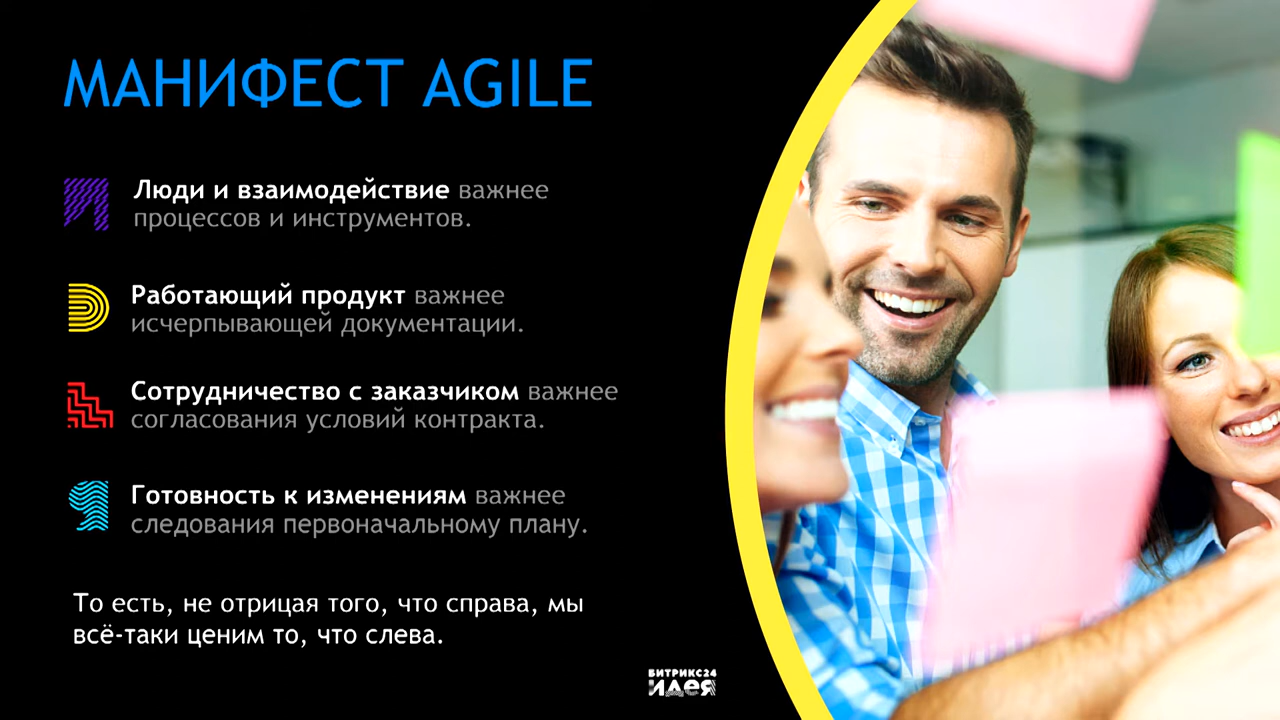 МАНИФЕСТ AGILE
Люди и взаимодействие важнее
процессов и инструментов.
Работающий продукт важнее
исчерпывающей документации.
Сотрудничество с заказчиком важнее
согласования условий контракта.
Готовность к изменениям важнее
следования первоначальному плану.
То есть, не отрицая того, что справа, мы
всё-таки ценим то, что слева.
БИТРИКС24
идея